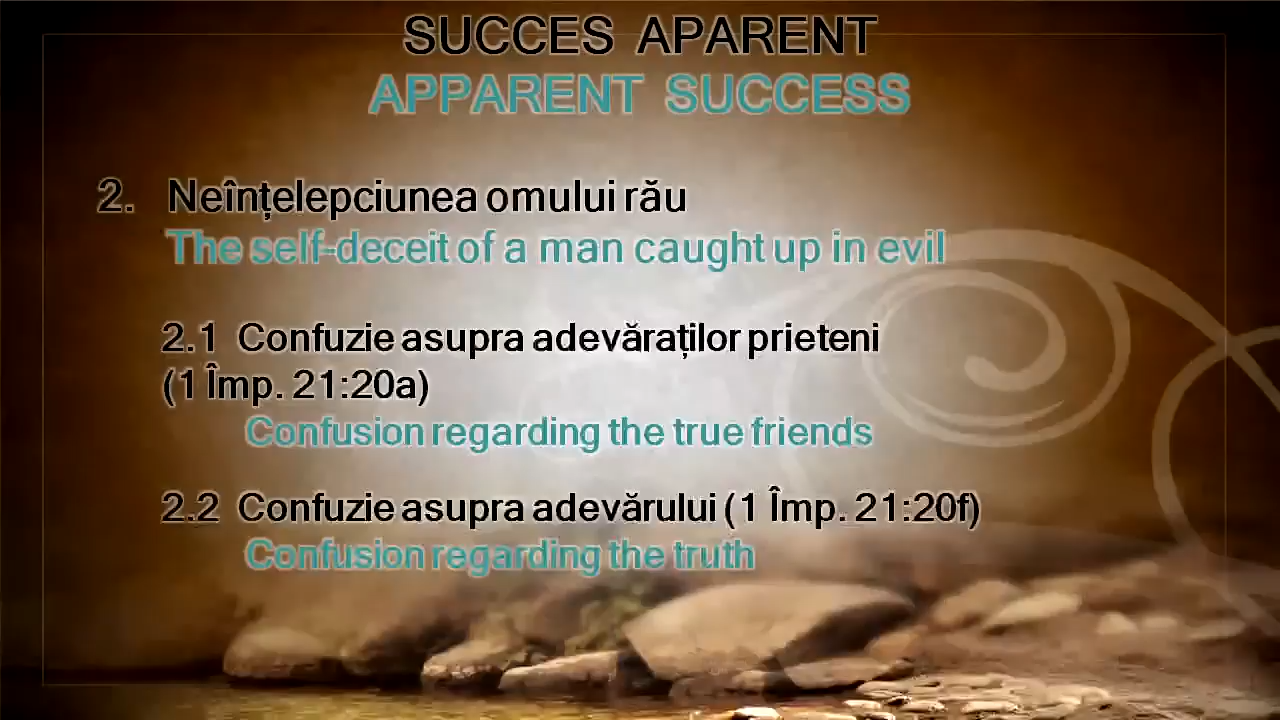 SUCCES APARENT
APPARENT SUCCESS
2. Neînțelepciunea omului rău
The self-deceit of a man caught up in evil
2.1 Confuzie asupra adevăraților prieteni
(1 Împ. 21:20a)
Confusion regarding the true friends
2.2 Confuzie asupra adevărului (1 Împ. 21:20f)
Confusion regarding the truth